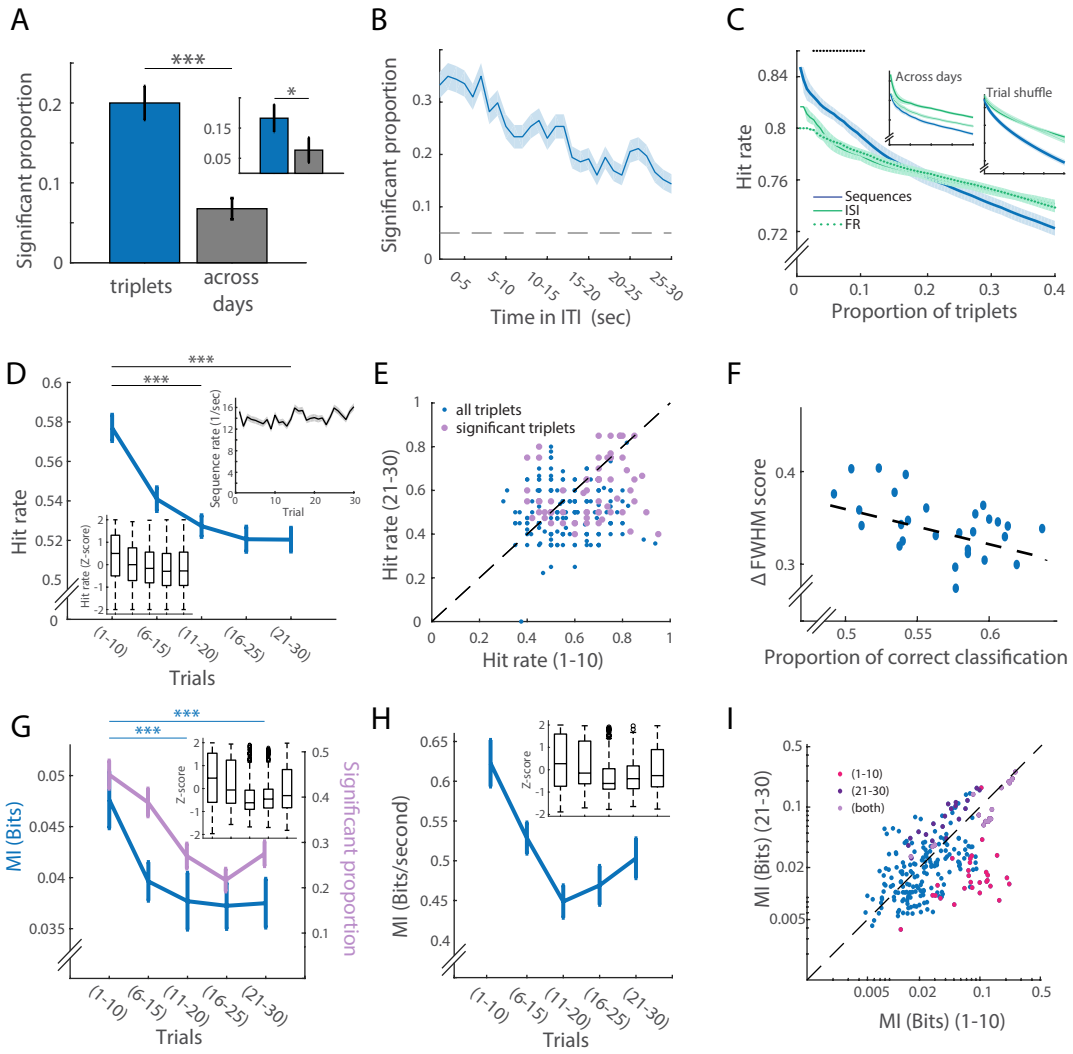 A
Significant proportion
0.2
0.1
0
***
triplets
across
days
*
0.15
0.05
B
Significant proportion
0.3
0.2
0.1
0
0-5
5-10
10-15
15-20
20-25
25-30
Time in ITI (sec)
C
Hit rate
0.84
0.8
0.76
0.72
Across days
Trial shuffle
Sequences
ISI
FR
0
0.1
0.2
0.3
0.4
Proportion of triplets
D
Hit rate
0.6
0.58
0.56
0.54
0.52
0.5
0
***
***
Sequence rate (1/sec)
16
12
8
4
0
0
10
20
30
Trial
Hit rate (Z-score)
2
1
0
-1
-2
(1-10)
(6-15)
(11-20)
(16-25)
(21-30)
Trials
E
Hit rate (21-30)
1
0.8
0.6
0.4
0.2
0
all triplets
significant triplets
0
0.2
0.4
0.6
0.8
1
Hit rate (1-10)
F
Δ FWHM score
0.4
0.3
0.5
0.55
0.6
Proportion of correct classification
G
MI (Bits)
0.05
0.045
0.04
0.035
***
***
Z-score
2
1
0
-1
-2
0.5
0.4
0.3
0.2
0.1
Significant proportion
(1-10)
(6-15)
(11-20)
(16-25)
(21-30)
Trials
H
MI (Bits/second)
0.65
0.6
0.55
0.5
0.45
0.4
Z-score
2
1
0
-1
-2
(1-10)
(6-15)
(11-20)
(16-25)
(21-30)
Trials
I
MI (Bits) (21-30)
0.5
0.1
0.02
0.005
(1-10)
(21-30)
(both)
0.005
0.02
0.1
0.5
MI (Bits) (1-10)